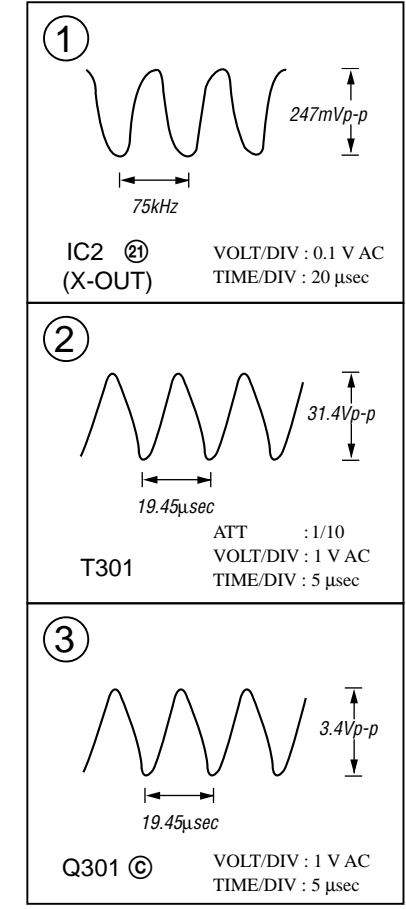 ①
247mVp-p
75kHz
IC2 ㉑ VOLT/DIV : 0.1 V AC
(X-OUT) TIME/DIV : 20 μsec
②
31.4Vp-p
19.45μsec
ATT : 1/10
T301 VOLT/DIV : 1 V AC
TIME/DIV : 5 μsec
③
3.4Vp-p
19.45μsec
Q301 Ⓒ VOLT/DIV : 1 V AC
TIME/DIV : 5 μsec